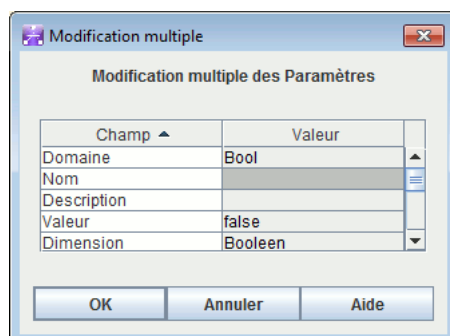 Modification multiple
Modification multiple des Paramètres
Champ Valeur
Domaine Bool
Nom
Description
Valeur false
Dimension Booleen
OK Annuler Aide